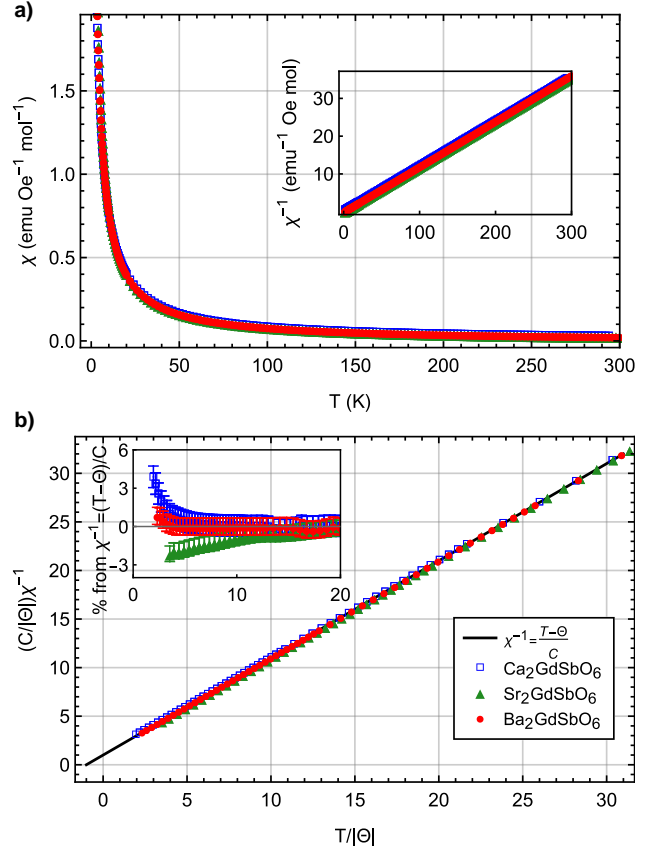 a)
χ (emu Oe⁻¹ mol⁻¹)
1.5
1.0
0.5
0.0
χ⁻¹ (emu⁻¹ Oe mol)
30
20
10
0 100 200 300
0 50 100 150 200 250 300
T (K)
b)
(C/|Θ|)χ⁻¹
30
25
20
15
10
5
0
% from χ⁻¹=(T−Θ)/C
6
3
0
−3
0 10 20
χ⁻¹=(T−Θ)/C
Ca₂GdSbO₆
Sr₂GdSbO₆
Ba₂GdSbO₆
0 5 10 15 20 25 30
T/|Θ|